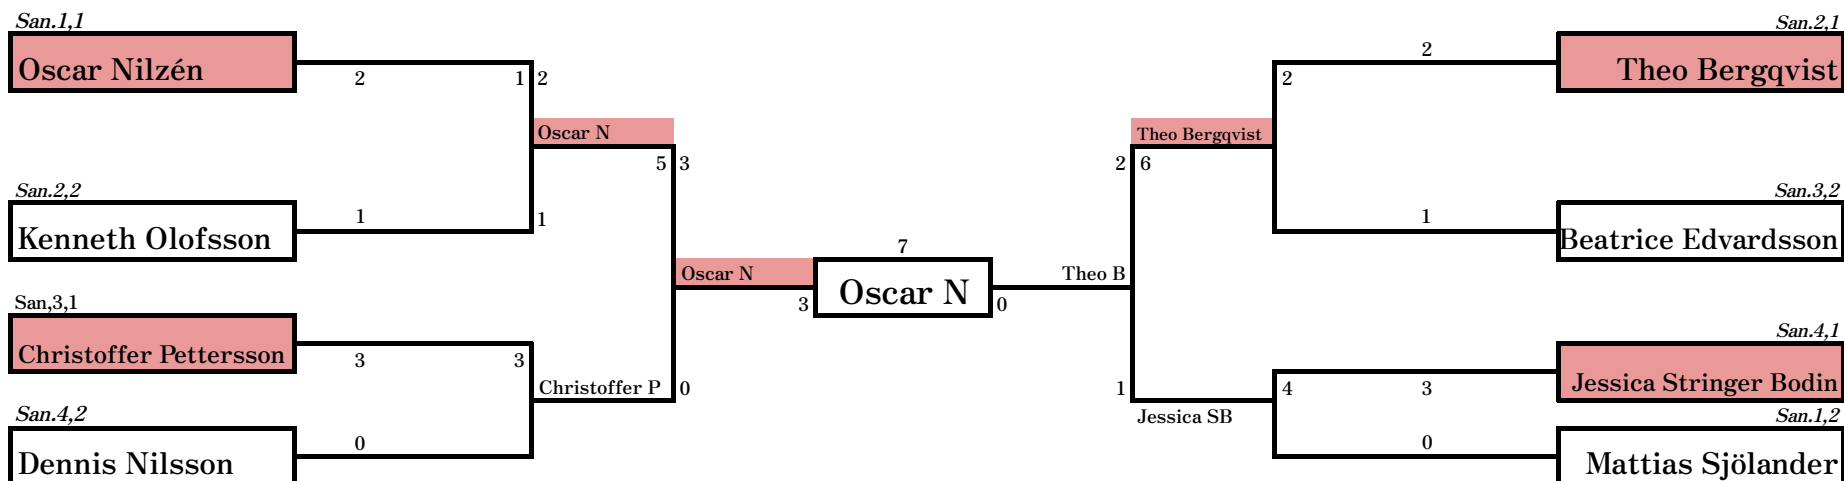 San.1,1
San.2,1
Oscar Nilzén
2
1
2
2
2
Theo Bergqvist
Oscar N
5
3
Theo Bergqvist
2
6
San.2,2
San.3,2
Kenneth Olofsson
1
1
1
Beatrice Edvardsson
7
Oscar N
3
Oscar N
0
Theo B
San,3,1
San.4,1
Christoffer Pettersson
3
3
Christoffer P
0
1
Jessica SB
4
3
Jessica Stringer Bodin
San.4,2
San.1,2
Dennis Nilsson
0
0
Mattias Sjölander